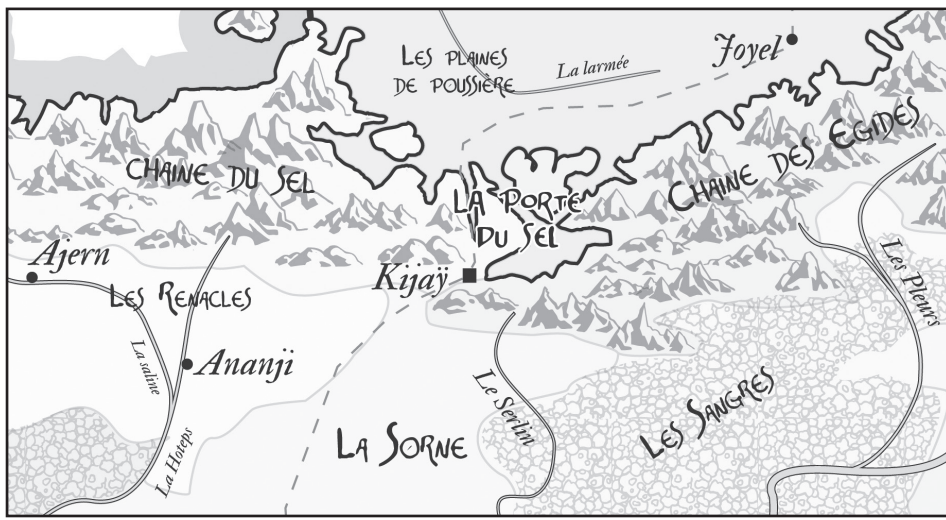 Les plaines
de poussière
La larmée
Joyel
Chaine du Sel
Chaine des Égides
La Porte
du Sel
Ajern
Kijaÿ
Les Renacles
Les Pleurs
La saline
Ananji
Le Serlin
Les Sangres
La Sorne
La Hoteps